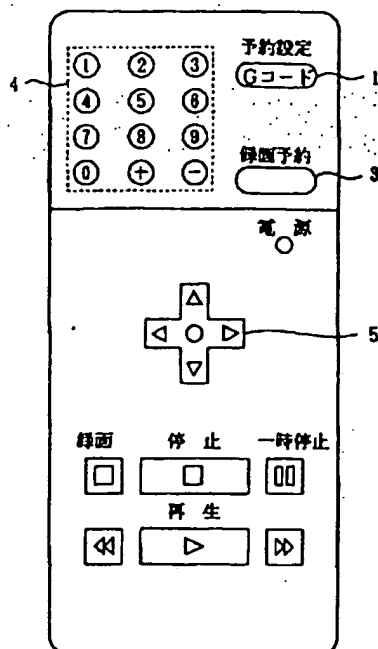 予約設定
① ② ③
Gコード
1
4
④ ⑤ ⑥
⑦ ⑧ ⑨
録画予約
⓪ ⊕ ⊖
3
電源
5
録画 停止 一時停止
再生